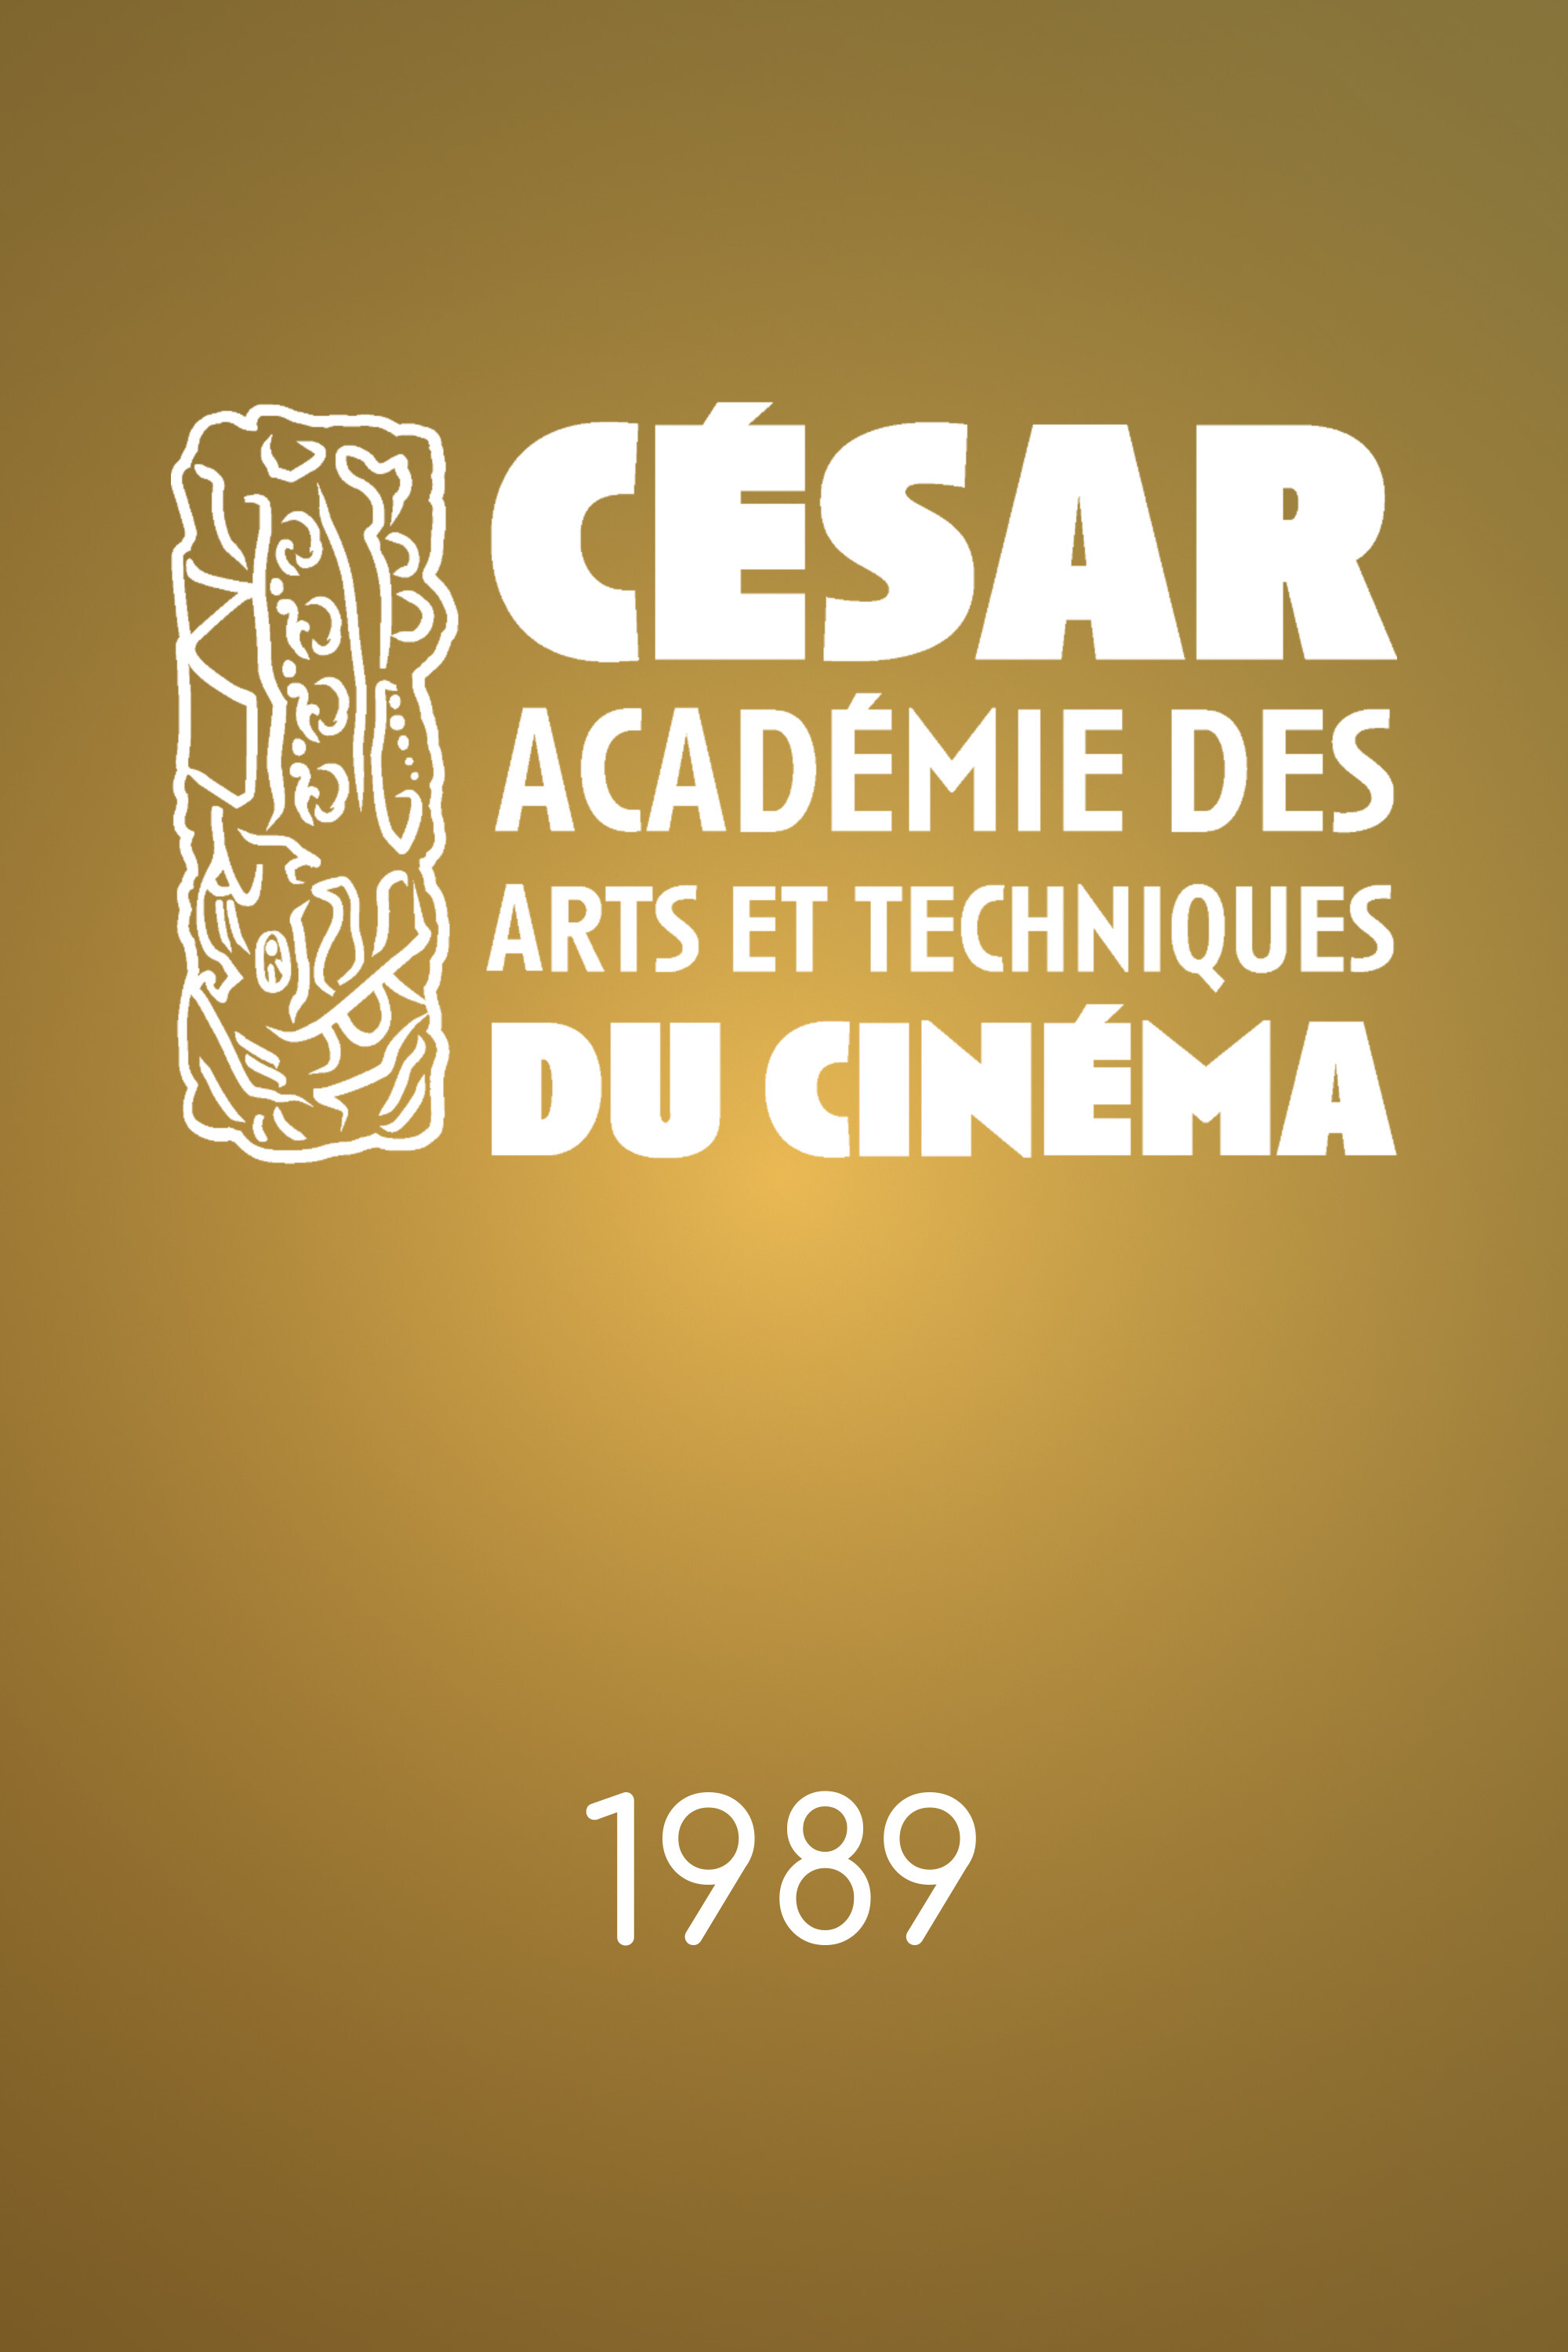 CÉSAR
ACADÉMIE DES
ARTS ET TECHNIQUES
DU CINÉMA
1989